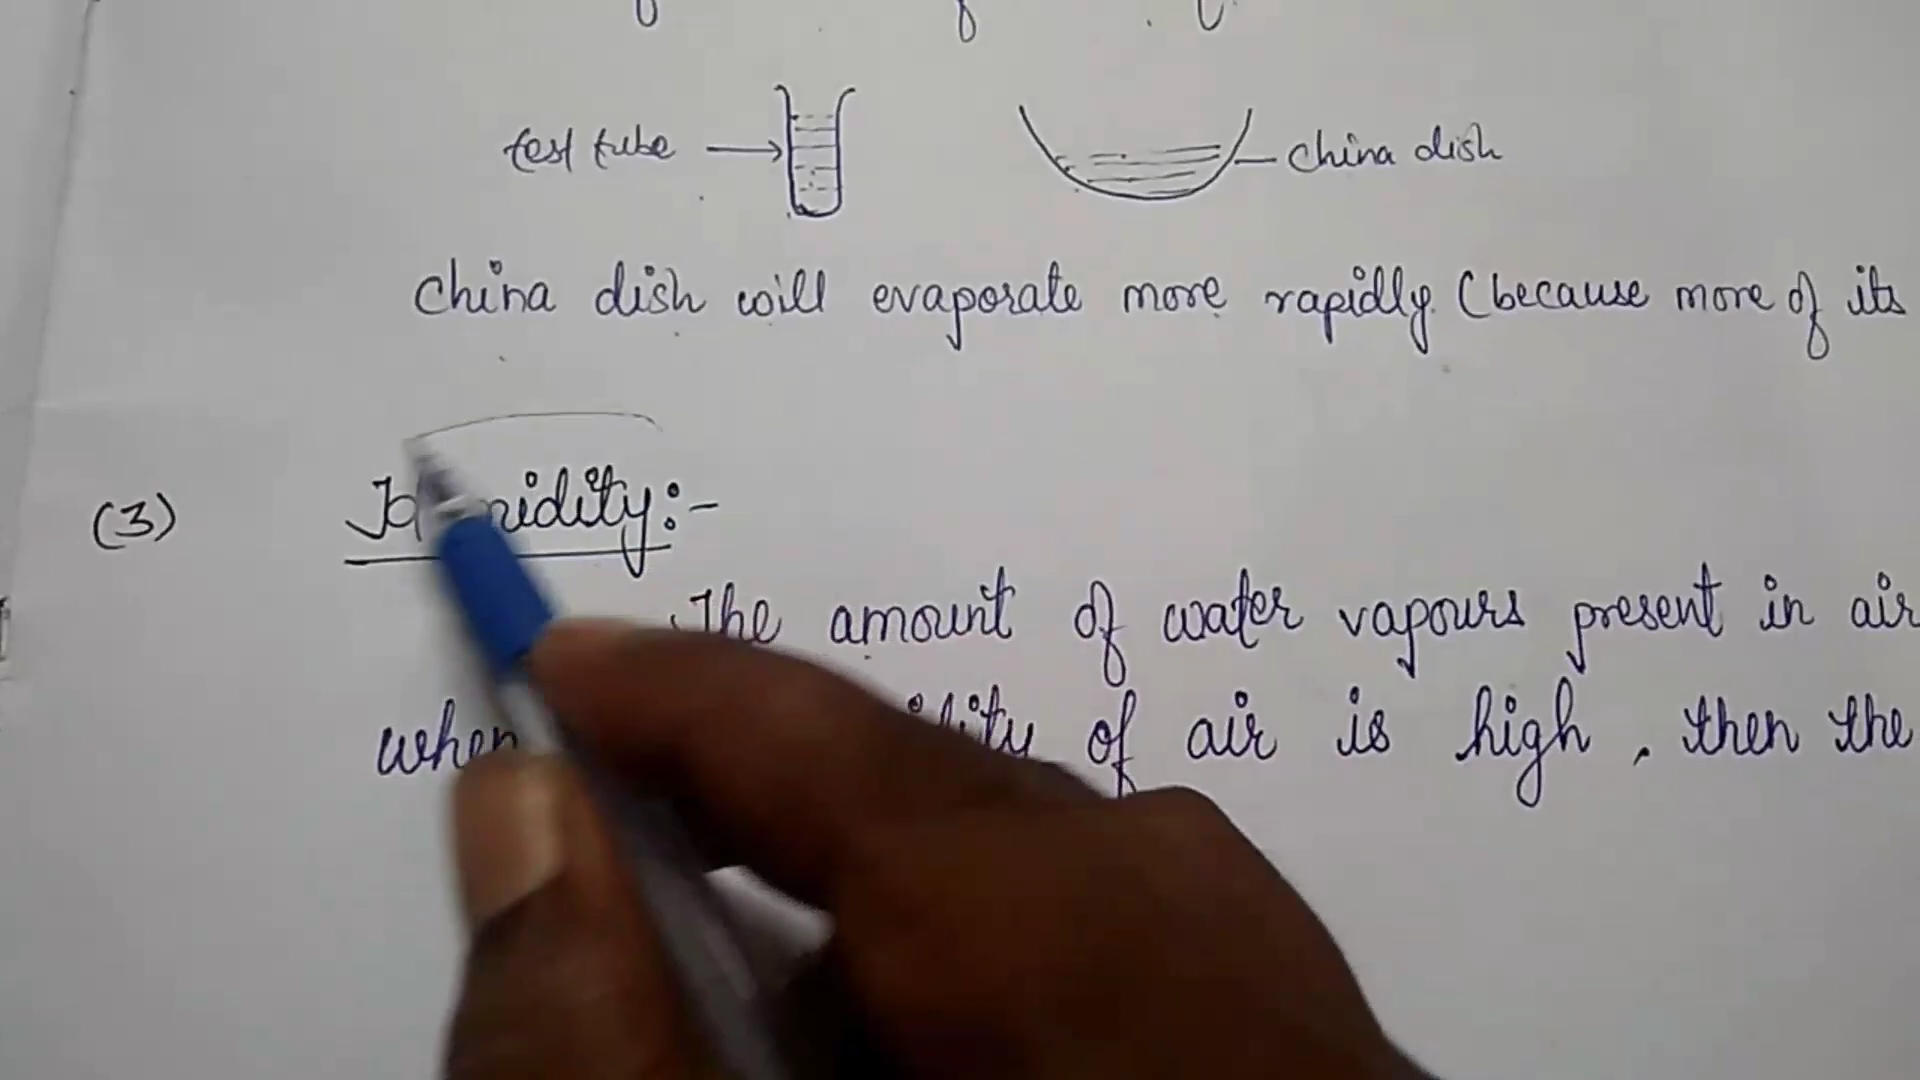 test tube china dish
China dish will evaporate more rapidly (because more of its
(3) Humidity:-
The amount of water vapours present in air
when of air is high, then the